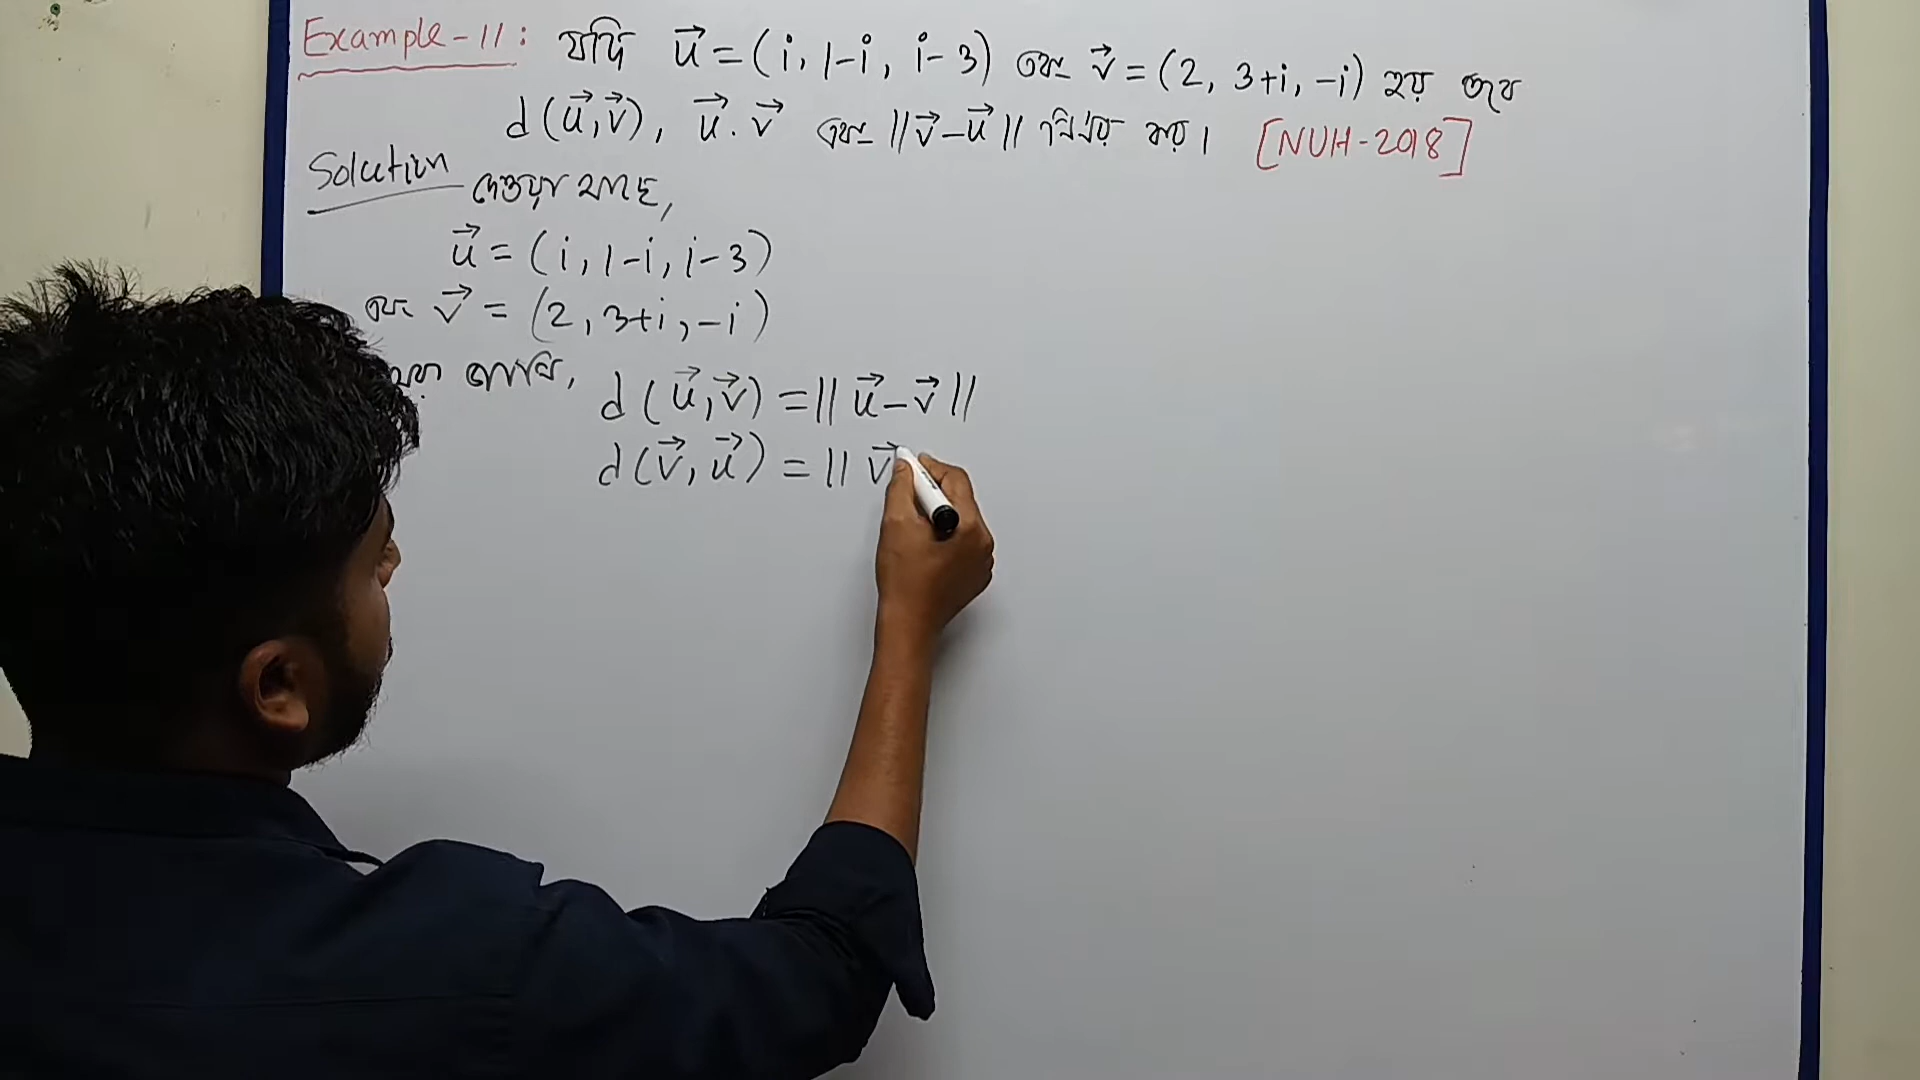 Example-11: যদি u⃗ = (i, 1-i, i-3) এবং v⃗ = (2, 3+i, -i) হয় তবে
d(u⃗, v⃗), u⃗ . v⃗ এবং ||v⃗ - u⃗|| নির্ণয় কর। [NUH-2018]
Solution দেওয়া আছে,
u⃗ = (i, 1-i, i-3)
এবং v⃗ = (2, 3+i, -i)
জানি, d(u⃗, v⃗) = || u⃗ - v⃗ ||
d(v⃗, u⃗) = || v⃗